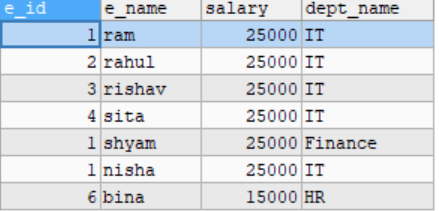 e_id e_name salary dept_name
1 ram 25000 IT
2 rahul 25000 IT
3 rishav 25000 IT
4 sita 25000 IT
1 shyam 25000 Finance
1 nisha 25000 IT
6 bina 15000 HR